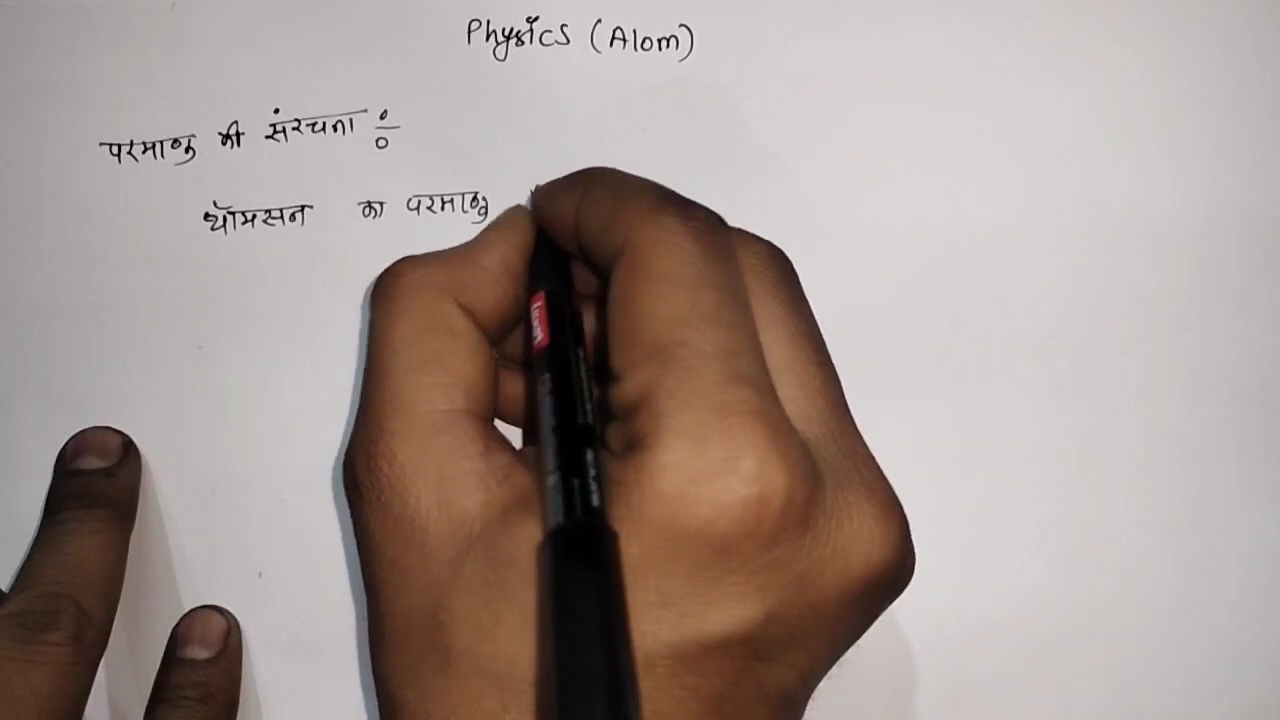 Physics (Atom)
परमाणु की संरचना :-
थॉमसन का परमाणु